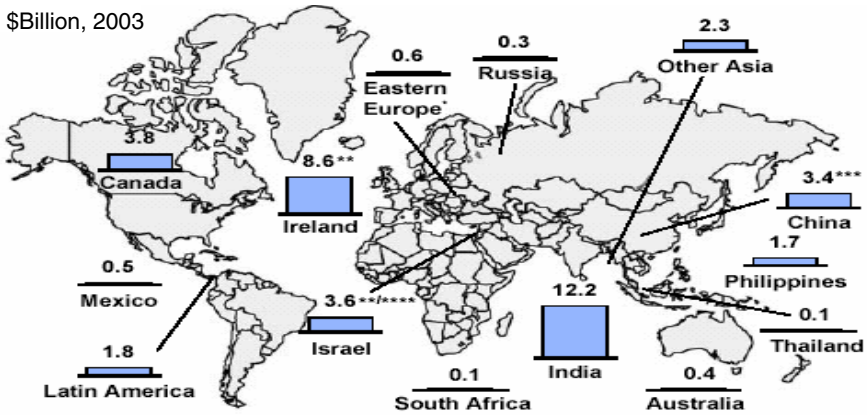 $Billion, 2003
2.3
Other Asia
0.6
Eastern
Europe*
0.3
Russia
3.8
Canada
8.6**
Ireland
3.4***
China
1.7
Philippines
0.5
Mexico
3.6**/****
Israel
12.2
India
0.1
Thailand
1.8
Latin America
0.1
South Africa
0.4
Australia